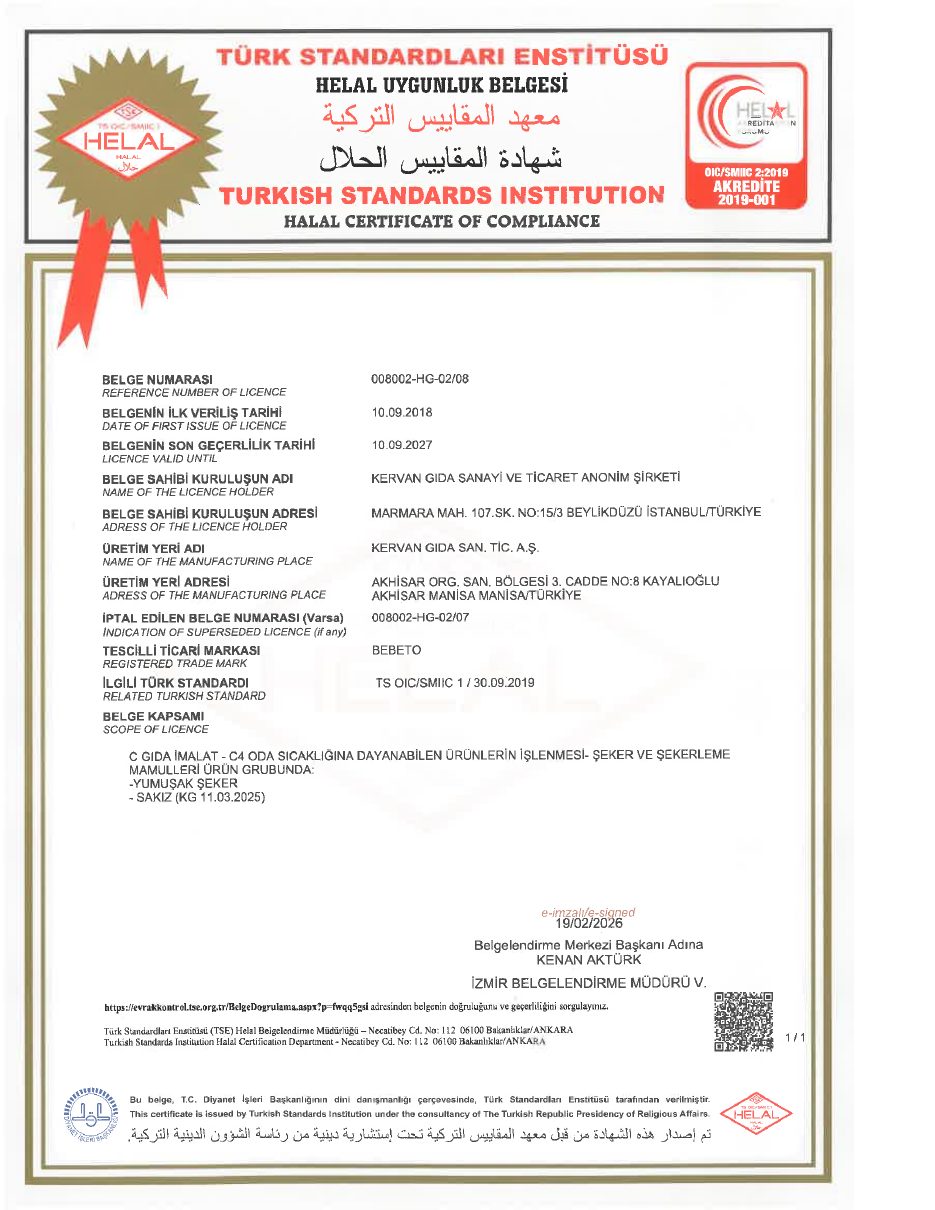 TÜRK STANDARDLARI ENSTİTÜSÜ
HELAL UYGUNLUK BELGESİ
معهد المقاييس التركية
شهادة المقاييس الحلال
TURKISH STANDARDS INSTITUTION
HALAL CERTIFICATE OF COMPLIANCE
TSE
TS OIC/SMIIC 1
HELAL
HALAL
حلال
HELAL
OIC/SMIIC 2:2019
AKREDİTE
2019-001
BELGE NUMARASI 008002-HG-02/08
REFERENCE NUMBER OF LICENCE
BELGENİN İLK VERİLİŞ TARİHİ 10.09.2018
DATE OF FIRST ISSUE OF LICENCE
BELGENİN SON GEÇERLİLİK TARİHİ 10.09.2027
LICENCE VALID UNTIL
BELGE SAHİBİ KURULUŞUN ADI KERVAN GIDA SANAYİ VE TİCARET ANONİM ŞİRKETİ
NAME OF THE LICENCE HOLDER
BELGE SAHİBİ KURULUŞUN ADRESİ MARMARA MAH. 107.SK. NO:15/3 BEYLİKDÜZÜ İSTANBUL/TÜRKİYE
ADRESS OF THE LICENCE HOLDER
ÜRETİM YERİ ADI KERVAN GIDA SAN. TİC. A.Ş.
NAME OF THE MANUFACTURING PLACE
ÜRETİM YERİ ADRESİ AKHİSAR ORG. SAN. BÖLGESİ 3. CADDE NO:8 KAYALIOĞLU
ADRESS OF THE MANUFACTURING PLACE AKHİSAR MANİSA MANİSA/TÜRKİYE
İPTAL EDİLEN BELGE NUMARASI (Varsa) 008002-HG-02/07
INDICATION OF SUPERSEDED LICENCE (if any)
TESCİLLİ TİCARİ MARKASI BEBETO
REGISTERED TRADE MARK
İLGİLİ TÜRK STANDARDI TS OIC/SMIIC 1 / 30.09.2019
RELATED TURKISH STANDARD
BELGE KAPSAMI
SCOPE OF LICENCE
C GIDA İMALAT - C4 ODA SICAKLIĞINA DAYANABİLEN ÜRÜNLERİN İŞLENMESİ- ŞEKER VE ŞEKERLEME
MAMULLERİ ÜRÜN GRUBUNDA:
-YUMUŞAK ŞEKER
- SAKIZ (KG 11.03.2025)
e-imzalı/e-signed
19/02/2026
Belgelendirme Merkezi Başkanı Adına
KENAN AKTÜRK
İZMİR BELGELENDİRME MÜDÜRÜ V.
https://evrakkontrol.tse.org.tr/BelgeDogrulama.aspx?p=fwqq5gsi adresinden belgenin doğruluğunu ve geçerliliğini sorgulayınız.
Türk Standardları Enstitüsü (TSE) Helal Belgelendirme Müdürlüğü – Necatibey Cd. No: 112 06100 Bakanlıklar/ANKARA
Turkish Standards Institution Halal Certification Department - Necatibey Cd. No: 112 06100 Bakanlıklar/ANKARA
1 / 1
Bu belge, T.C. Diyanet İşleri Başkanlığının dini danışmanlığı çerçevesinde, Türk Standardları Enstitüsü tarafından verilmiştir.
This certificate is issued by Turkish Standards Institution under the consultancy of The Turkish Republic Presidency of Religious Affairs.
تم إصدار هذه الشهادة من قبل معهد المقاييس التركية تحت إستشارية دينية من رئاسة الشؤون الدينية التركية.
DİYANET İŞLERİ BAŞKANLIĞI
HELAL